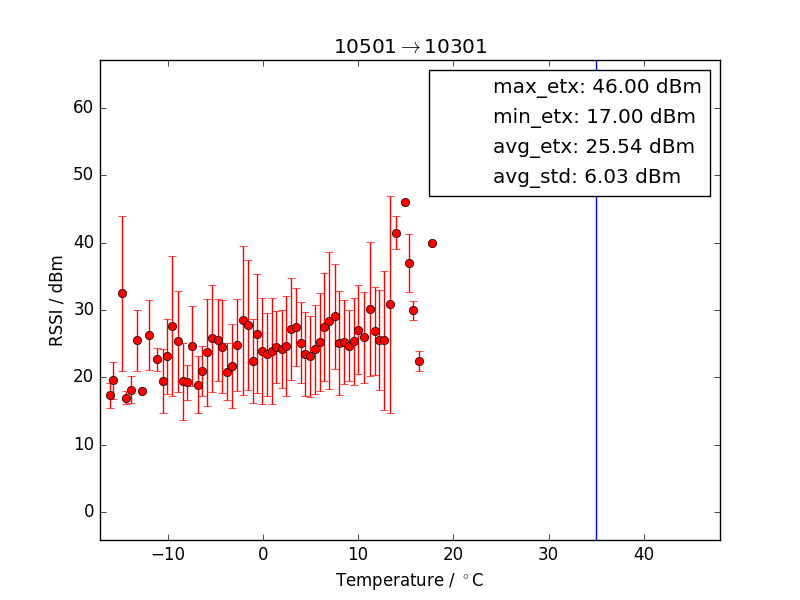 10501→10301
max_etx: 46.00 dBm
min_etx: 17.00 dBm
avg_etx: 25.54 dBm
avg_std: 6.03 dBm
RSSI / dBm
60
50
40
30
20
10
0
−10 0 10 20 30 40
Temperature / °C